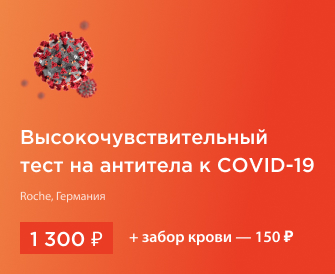 Высокочувствительный
тест на антитела к COVID-19
Roche, Германия
1 300 ₽ + забор крови — 150 ₽